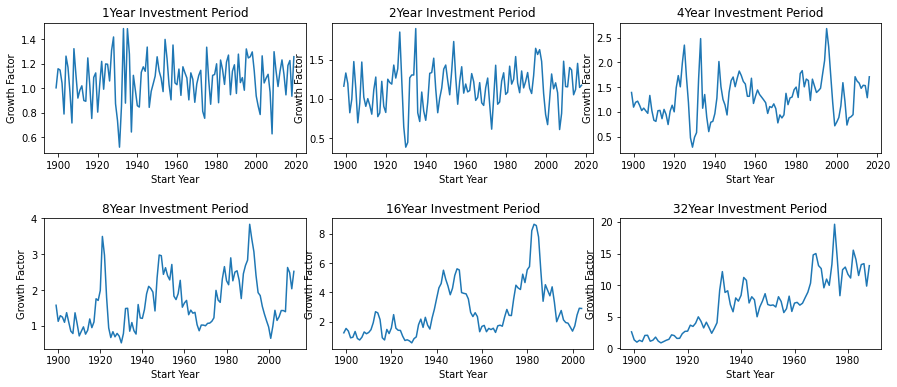 1Year Investment Period
Growth Factor
1.4
1.2
1.0
0.8
0.6
1900 1920 1940 1960 1980 2000 2020
Start Year
2Year Investment Period
Growth Factor
1.5
1.0
0.5
1900 1920 1940 1960 1980 2000 2020
Start Year
4Year Investment Period
Growth Factor
2.5
2.0
1.5
1.0
0.5
1900 1920 1940 1960 1980 2000 2020
Start Year
8Year Investment Period
Growth Factor
4
3
2
1
1900 1920 1940 1960 1980 2000
Start Year
16Year Investment Period
Growth Factor
8
6
4
2
1900 1920 1940 1960 1980 2000
Start Year
32Year Investment Period
Growth Factor
20
15
10
5
0
1900 1920 1940 1960 1980
Start Year